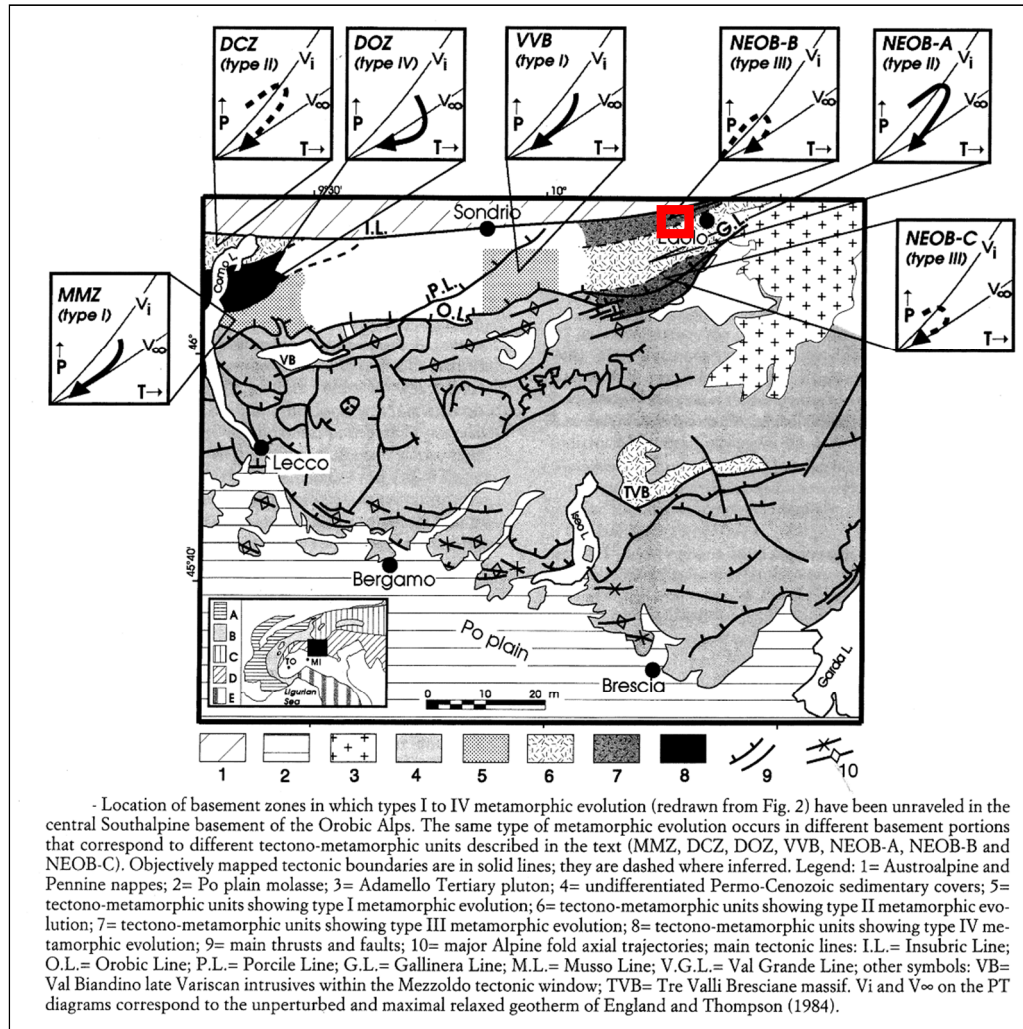 DCZ
(type II)
Vi
V∞
↑
P
T→
DOZ
(type IV)
Vi
V∞
↑
P
T→
VVB
(type I)
Vi
V∞
↑
P
T→
NEOB-B
(type III)
Vi
V∞
↑
P
T→
NEOB-A
(type II)
Vi
V∞
↑
P
T→
NEOB-C
(type III)
Vi
V∞
↑
P
T→
MMZ
(type I)
Vi
V∞
↑
P
T→
9°30'
10°
46°
45°40'
I.L.
Sondrio
Edolo
G.L.
Como L.
P.L.
O.L.
VB
Lecco
TVB
Iseo L.
Bergamo
Po plain
Brescia
Garda L.
A
B
C
D
E
TO
MI
Ligurian
Sea
0 10 20 m
1 2 3 4 5 6 7 8 9 10
- Location of basement zones in which types I to IV metamorphic evolution (redrawn from Fig. 2) have been unraveled in the
central Southalpine basement of the Orobic Alps. The same type of metamorphic evolution occurs in different basement portions
that correspond to different tectono-metamorphic units described in the text (MMZ, DCZ, DOZ, VVB, NEOB-A, NEOB-B and
NEOB-C). Objectively mapped tectonic boundaries are in solid lines; they are dashed where inferred. Legend: 1= Austroalpine and
Pennine nappes; 2= Po plain molasse; 3= Adamello Tertiary pluton; 4= undifferentiated Permo-Cenozoic sedimentary covers; 5=
tectono-metamorphic units showing type I metamorphic evolution; 6= tectono-metamorphic units showing type II metamorphic evo-
lution; 7= tectono-metamorphic units showing type III metamorphic evolution; 8= tectono-metamorphic units showing type IV me-
tamorphic evolution; 9= main thrusts and faults; 10= major Alpine fold axial trajectories; main tectonic lines: I.L.= Insubric Line;
O.L.= Orobic Line; P.L.= Porcile Line; G.L.= Gallinera Line; M.L.= Musso Line; V.G.L.= Val Grande Line; other symbols: VB=
Val Biandino late Variscan intrusives within the Mezzoldo tectonic window; TVB= Tre Valli Bresciane massif. Vi and V∞ on the PT
diagrams correspond to the unperturbed and maximal relaxed geotherm of England and Thompson (1984).